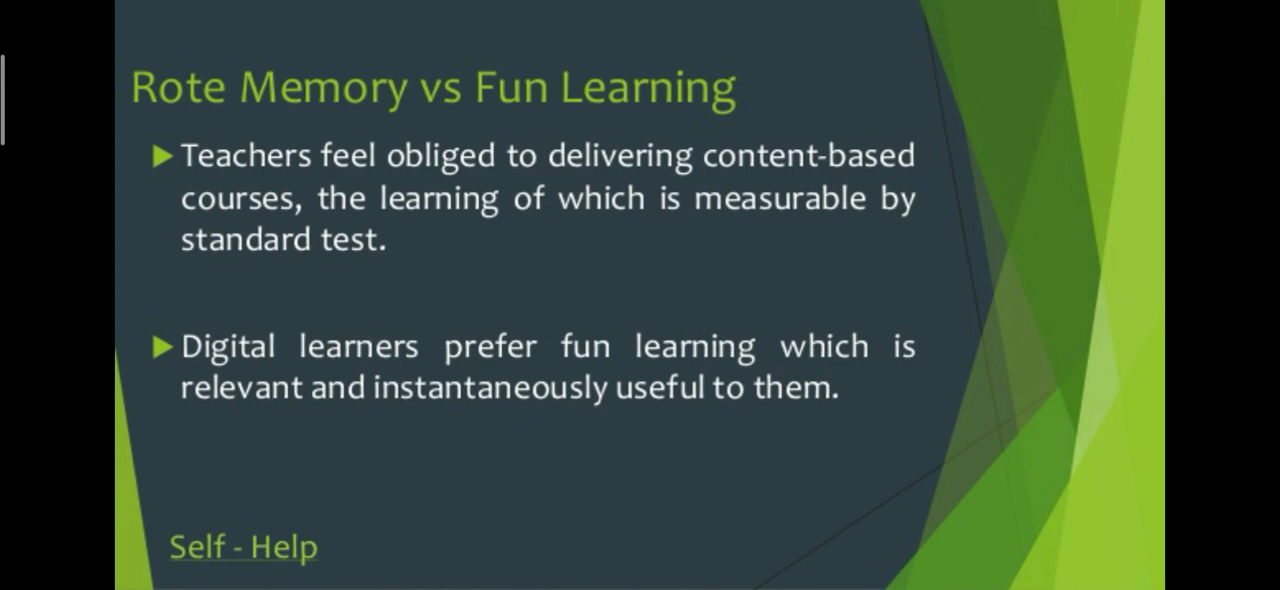 Rote Memory vs Fun Learning
Teachers feel obliged to delivering content-based
courses, the learning of which is measurable by
standard test.
Digital learners prefer fun learning which is
relevant and instantaneously useful to them.
Self - Help